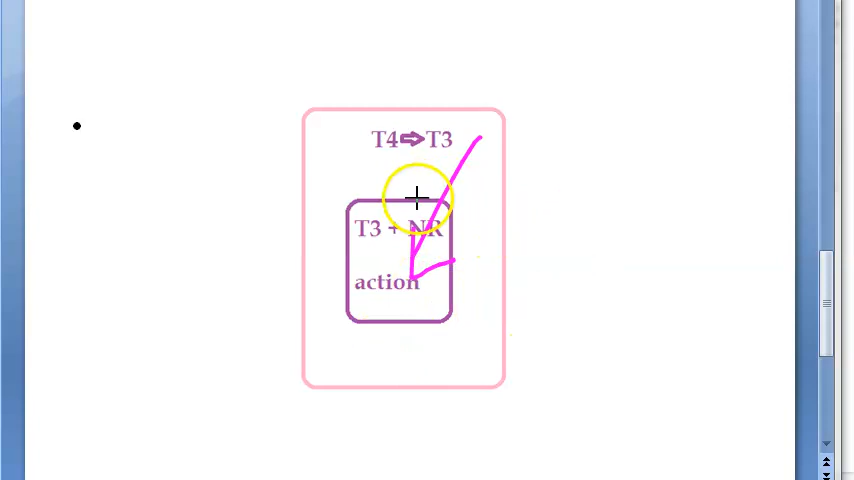 T4⇨T3
T3 + NR
action